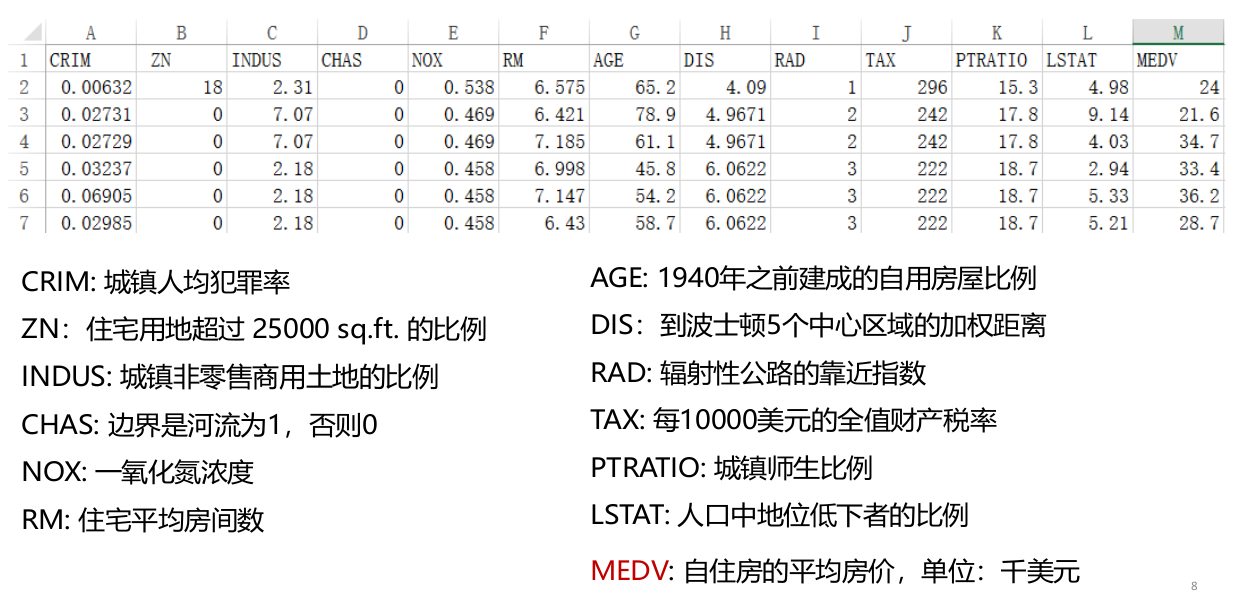 A B C D E F G H I J K L M
1 CRIM ZN INDUS CHAS NOX RM AGE DIS RAD TAX PTRATIO LSTAT MEDV
2 0.00632 18 2.31 0 0.538 6.575 65.2 4.09 1 296 15.3 4.98 24
3 0.02731 0 7.07 0 0.469 6.421 78.9 4.9671 2 242 17.8 9.14 21.6
4 0.02729 0 7.07 0 0.469 7.185 61.1 4.9671 2 242 17.8 4.03 34.7
5 0.03237 0 2.18 0 0.458 6.998 45.8 6.0622 3 222 18.7 2.94 33.4
6 0.06905 0 2.18 0 0.458 7.147 54.2 6.0622 3 222 18.7 5.33 36.2
7 0.02985 0 2.18 0 0.458 6.43 58.7 6.0622 3 222 18.7 5.21 28.7
CRIM: 城镇人均犯罪率
ZN：住宅用地超过 25000 sq.ft. 的比例
INDUS: 城镇非零售商用土地的比例
CHAS: 边界是河流为1，否则0
NOX: 一氧化氮浓度
RM: 住宅平均房间数
AGE: 1940年之前建成的自用房屋比例
DIS：到波士顿5个中心区域的加权距离
RAD: 辐射性公路的靠近指数
TAX: 每10000美元的全值财产税率
PTRATIO: 城镇师生比例
LSTAT: 人口中地位低下者的比例
MEDV: 自住房的平均房价，单位：千美元
8